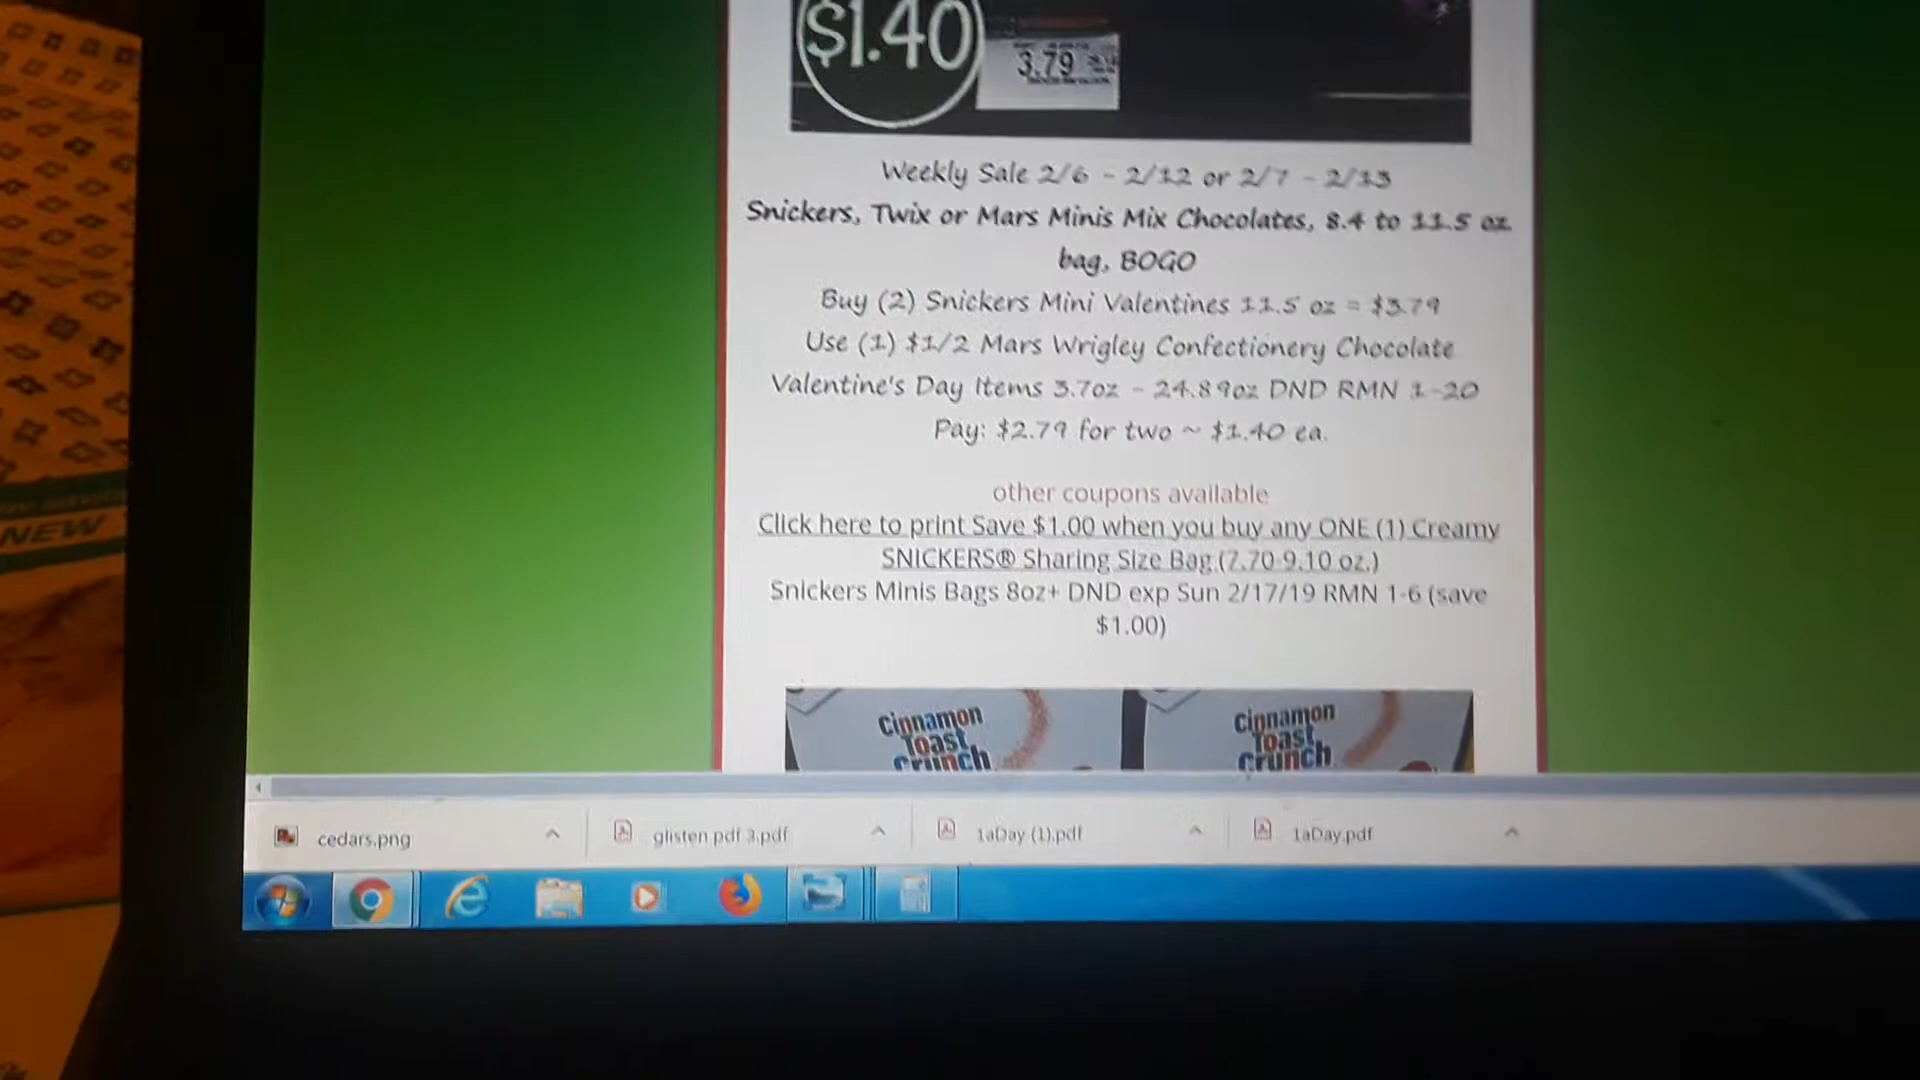 $1.40
3.79
Weekly Sale 2/6 - 2/12 or 2/7 - 2/13
Snickers, Twix or Mars Minis Mix Chocolates, 8.4 to 11.5 oz
bag, BOGO
Buy (2) Snickers Mini Valentines 11.5 oz = $3.79
Use (1) $1/2 Mars Wrigley Confectionery Chocolate
Valentine's Day Items 3.7oz - 24.89oz DND RMN 1-20
Pay: $2.79 for two ~ $1.40 ea.
other coupons available
Click here to print Save $1.00 when you buy any ONE (1) Creamy
SNICKERS® Sharing Size Bag (7.70-9.10 oz.)
Snickers Minis Bags 8oz+ DND exp Sun 2/17/19 RMN 1-6 (save
$1.00)
Cinnamon
Toast
Crunch
Cinnamon
Toast
Crunch
NEW
cedars.png
glisten pdf 3.pdf
1aDay (1).pdf
1aDay.pdf